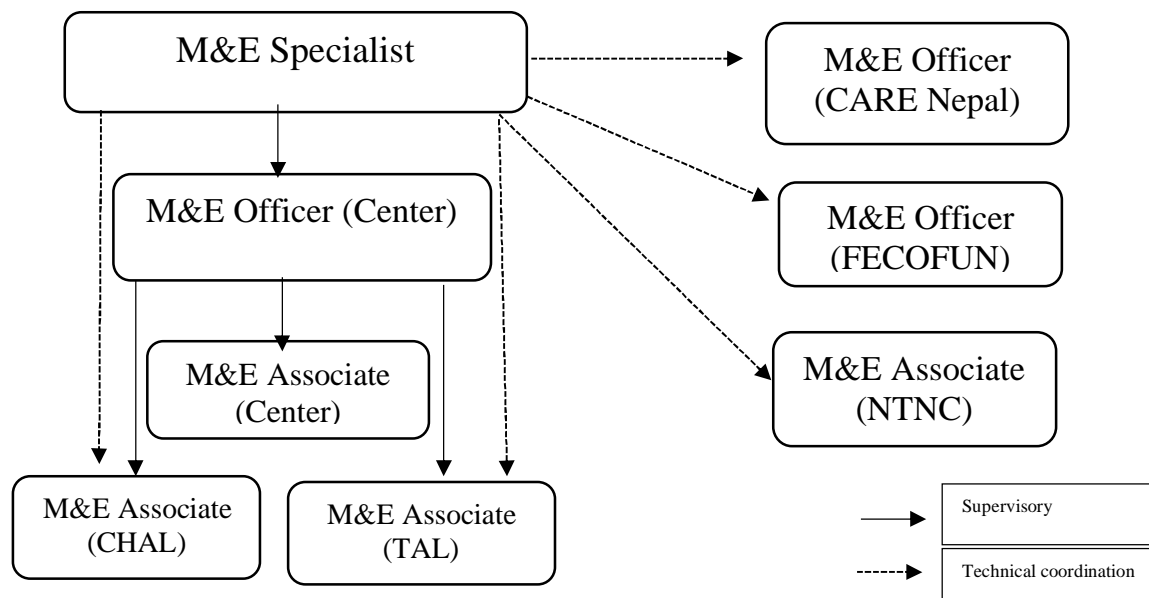 M&E Specialist
M&E Officer
(CARE Nepal)
M&E Officer (Center)
M&E Officer
(FECOFUN)
M&E Associate
(Center)
M&E Associate
(NTNC)
M&E Associate
(CHAL)
M&E Associate
(TAL)
Supervisory
Technical coordination